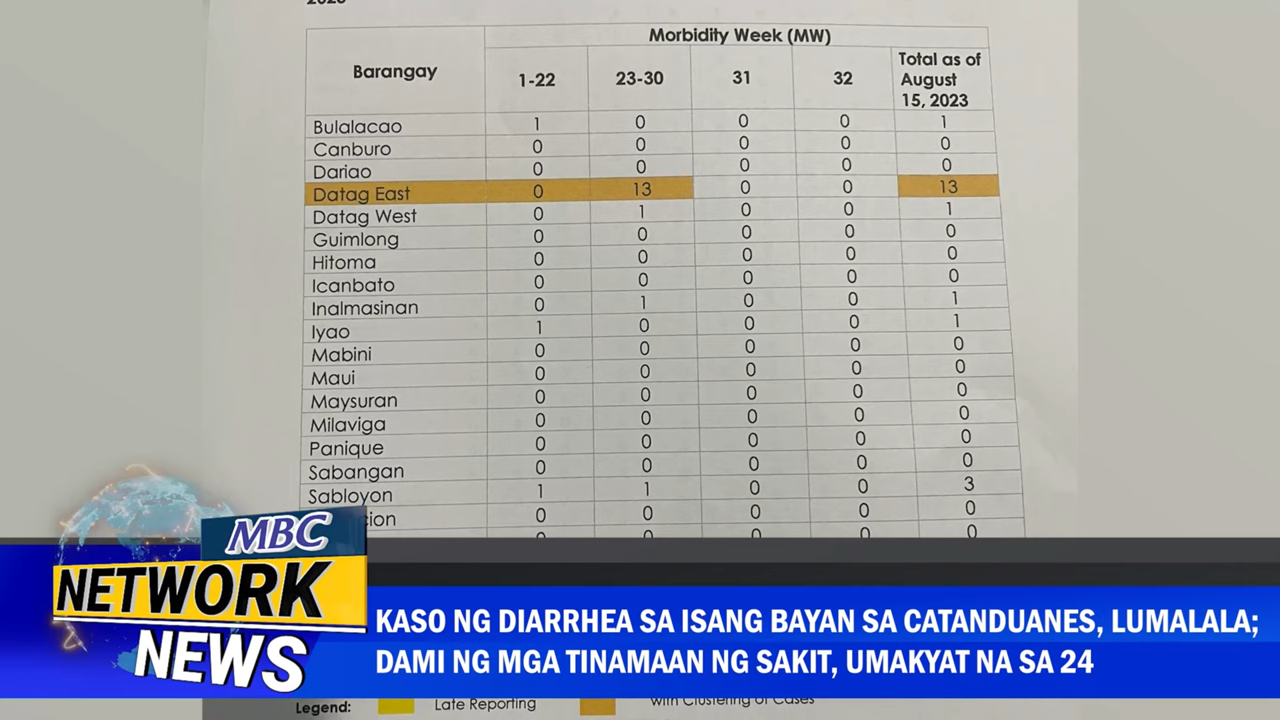 2023
Morbidity Week (MW)
Barangay 1-22 23-30 31 32 Total as of August 15, 2023
Bulalacao 1 0 0 0 1
Canburo 0 0 0 0 0
Dariao 0 0 0 0 0
Datag East 0 13 0 0 13
Datag West 0 1 0 0 1
Guimlong 0 0 0 0 0
Hitoma 0 0 0 0 0
Icanbato 0 0 0 0 0
Inalmasinan 0 1 0 0 1
Iyao 1 0 0 0 1
Mabini 0 0 0 0 0
Maui 0 0 0 0 0
Maysuran 0 0 0 0 0
Milaviga 0 0 0 0 0
Panique 0 0 0 0 0
Sabangan 0 0 0 0 0
Sabloyon 1 1 0 0 3
cion 0 0 0 0 0
0 0 0 0 0
MBC
NETWORK
NEWS
KASO NG DIARRHEA SA ISANG BAYAN SA CATANDUANES, LUMALALA;
DAMI NG MGA TINAMAAN NG SAKIT, UMAKYAT NA SA 24
Legend: Late Reporting with Clustering of Cases